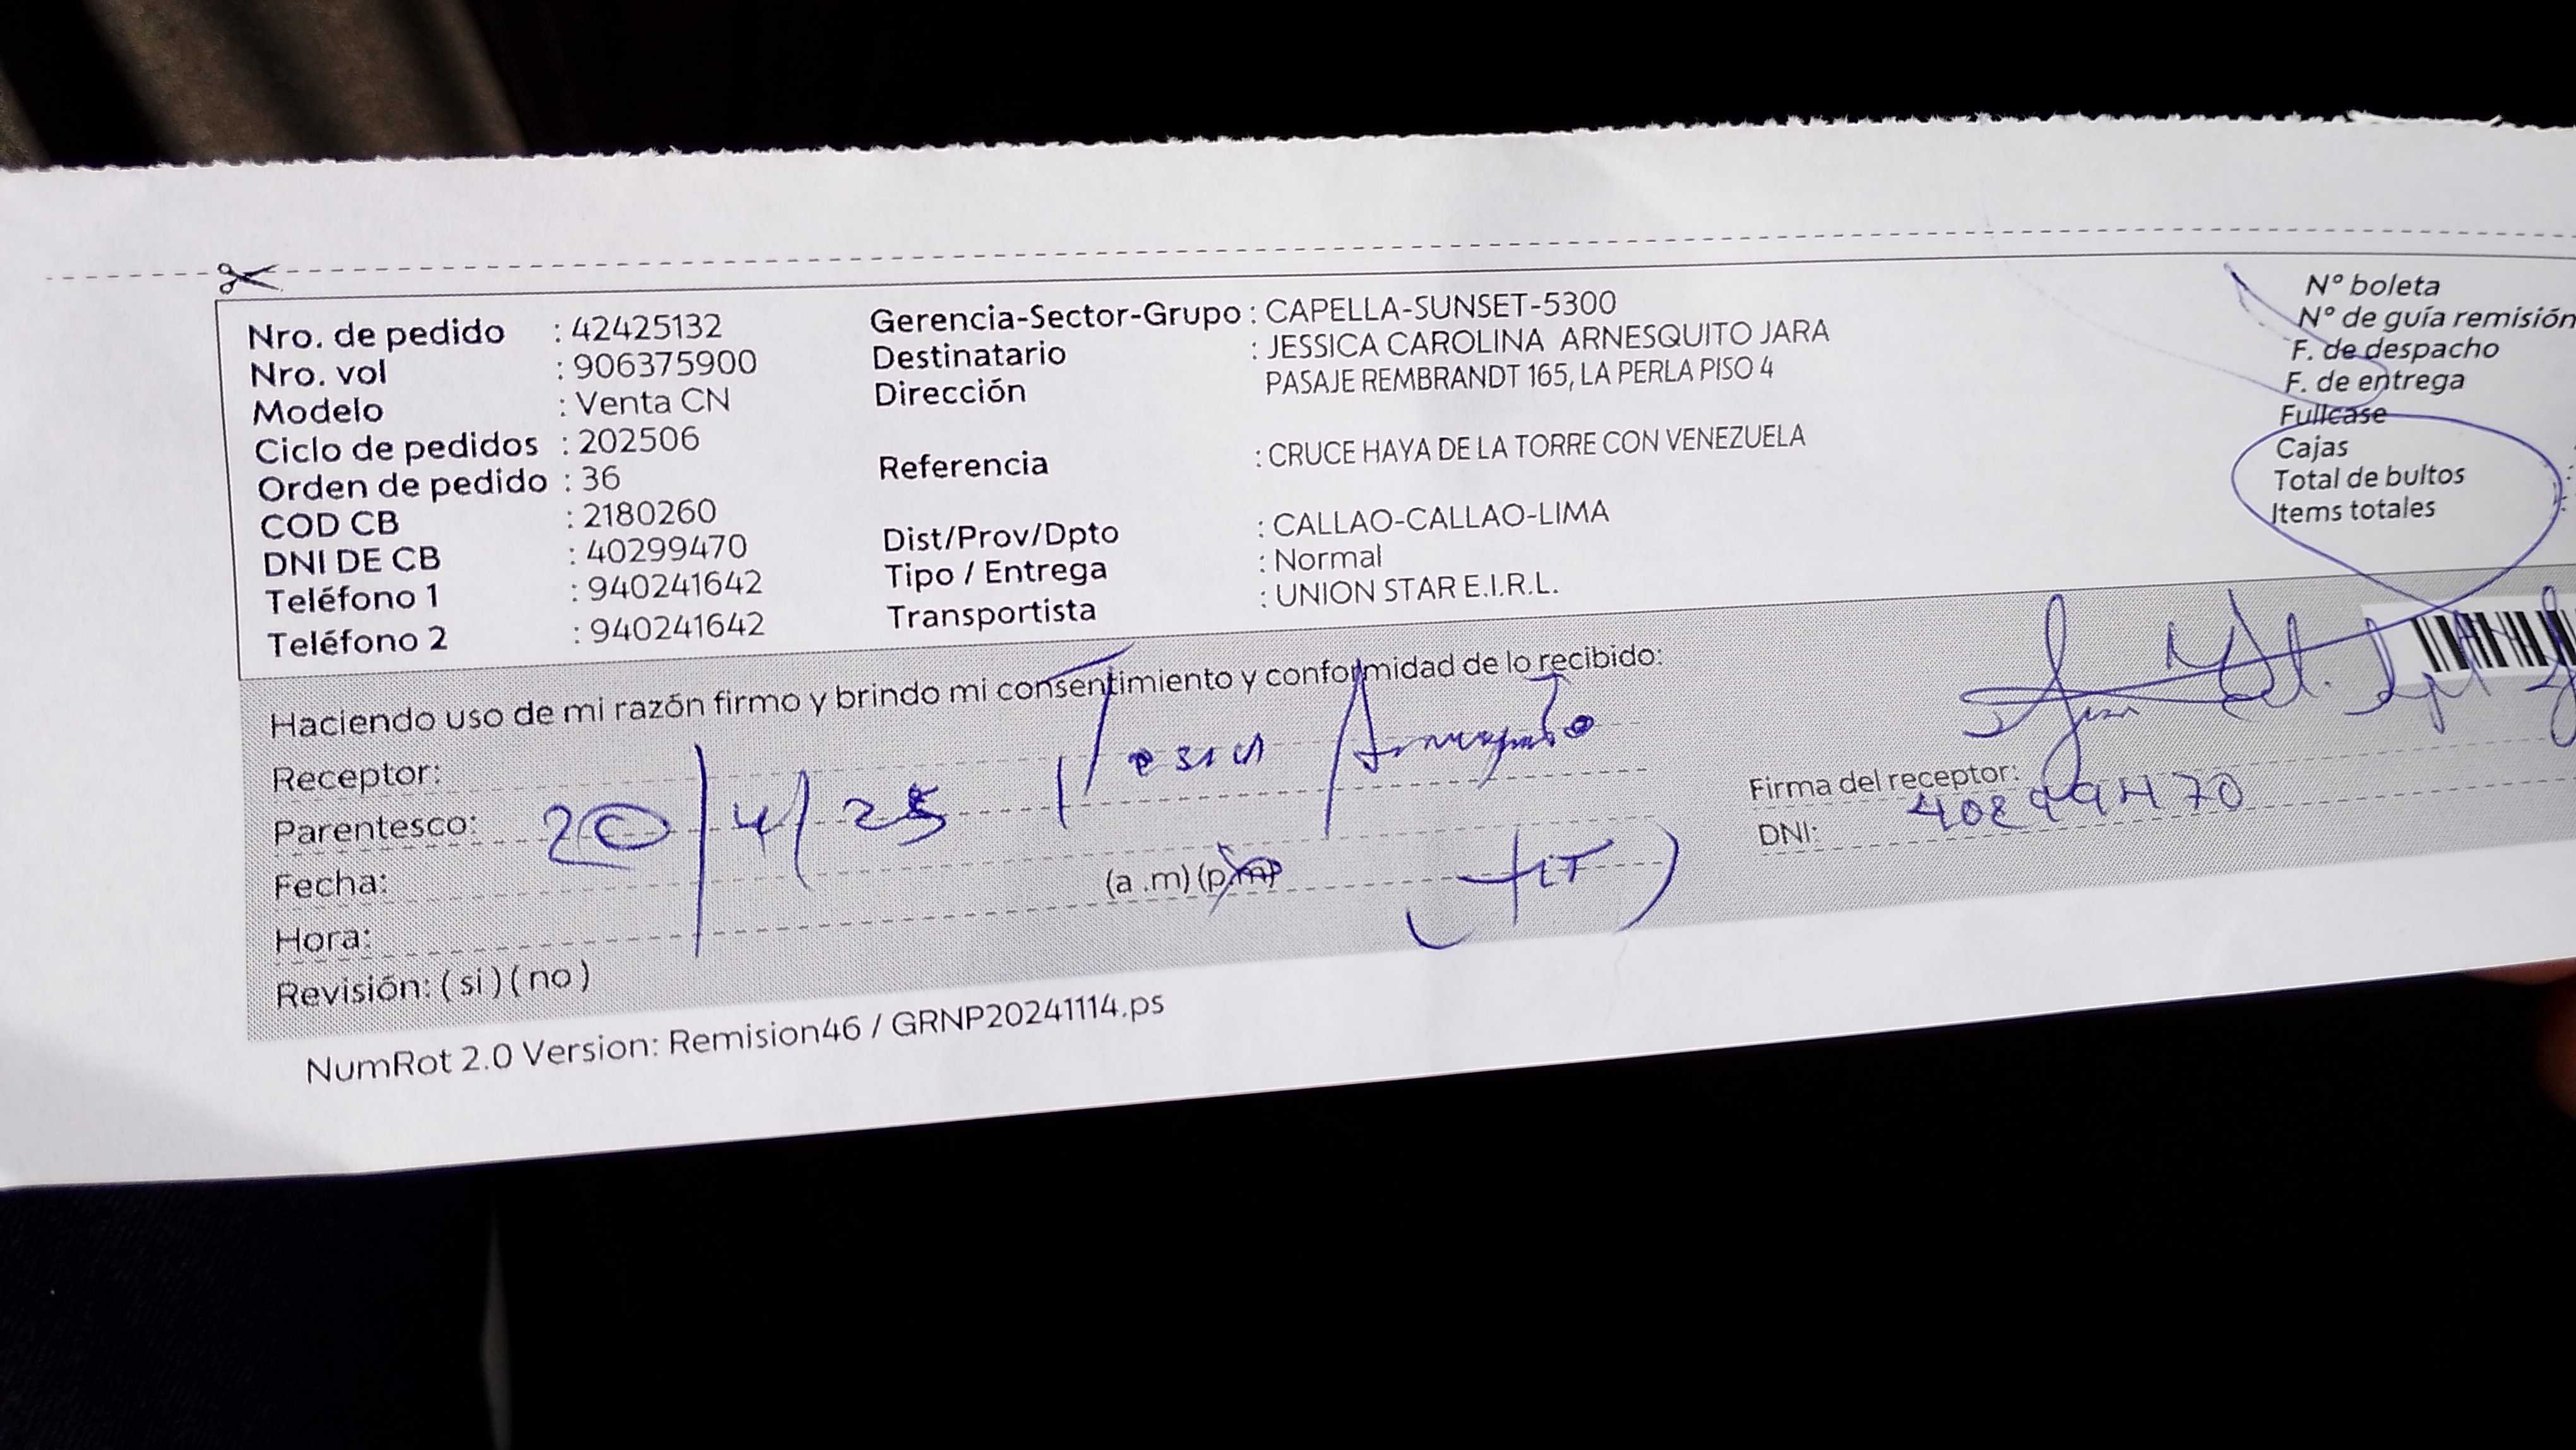 Nro. de pedido : 42425132
Nro. vol : 906375900
Modelo : Venta CN
Ciclo de pedidos : 202506
Orden de pedido : 36
COD CB : 2180260
DNI DE CB : 40299470
Teléfono 1 : 940241642
Teléfono 2 : 940241642
Gerencia-Sector-Grupo : CAPELLA-SUNSET-5300
Destinatario : JESSICA CAROLINA ARNESQUITO JARA
Dirección PASAJE REMBRANDT 165, LA PERLA PISO 4
Referencia : CRUCE HAYA DE LA TORRE CON VENEZUELA
Dist/Prov/Dpto : CALLAO-CALLAO-LIMA
Tipo / Entrega : Normal
Transportista : UNION STAR E.I.R.L.
N° boleta
N° de guía remisión
F. de despacho
F. de entrega
Fullcase
Cajas
Total de bultos
Items totales
Haciendo uso de mi razón firmo y brindo mi consentimiento y conformidad de lo recibido:
Receptor:
Parentesco: 20/4/25
Fecha:
Hora: (a .m) (p.m)
(tit)
Revisión: ( si ) ( no )
Firma del receptor:
DNI: 40299470
NumRot 2.0 Version: Remision46 / GRNP20241114.ps